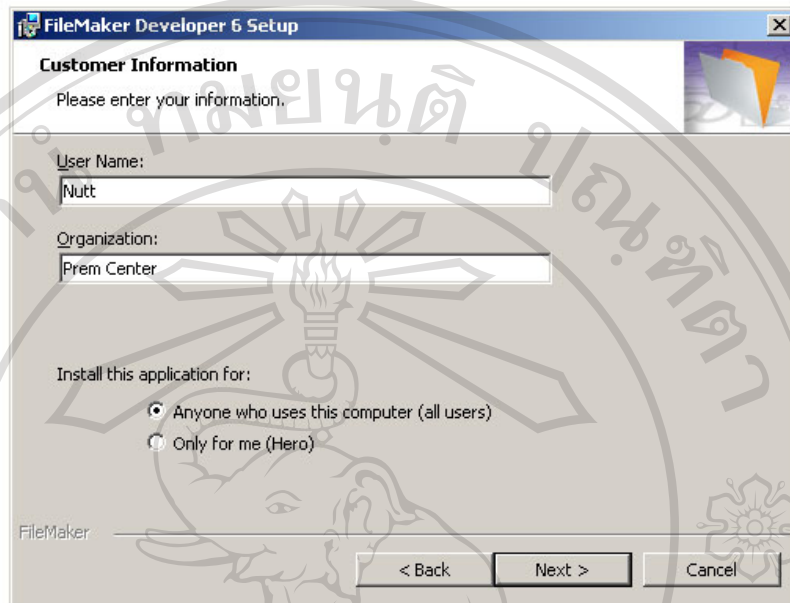 FileMaker Developer 6 Setup
Customer Information
Please enter your information.
User Name:
Nutt
Organization:
Prem Center
Install this application for:
Anyone who uses this computer (all users)
Only for me (Hero)
FileMaker
< Back Next > Cancel